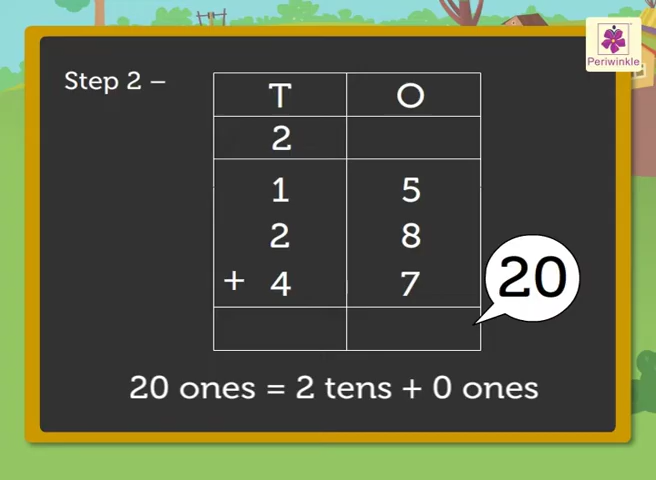 Periwinkle
Step 2 –
T O
2
1 5
2 8
+ 4 7
20
20 ones = 2 tens + 0 ones